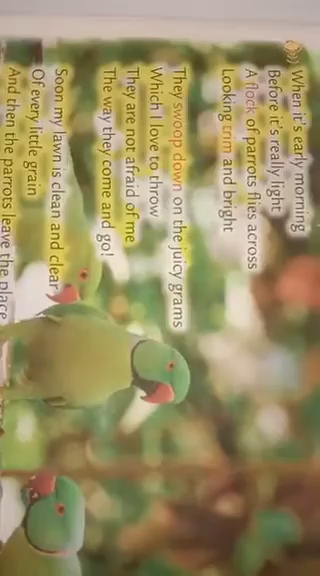 When it's early morning
Before it's really light
A flock of parrots flies across
Looking trim and bright
They swoop down on the juicy grams
Which I love to throw
They are not afraid of me
The way they come and go!
Soon my lawn is clean and clear
Of every little grain
And then the parrots leave the place